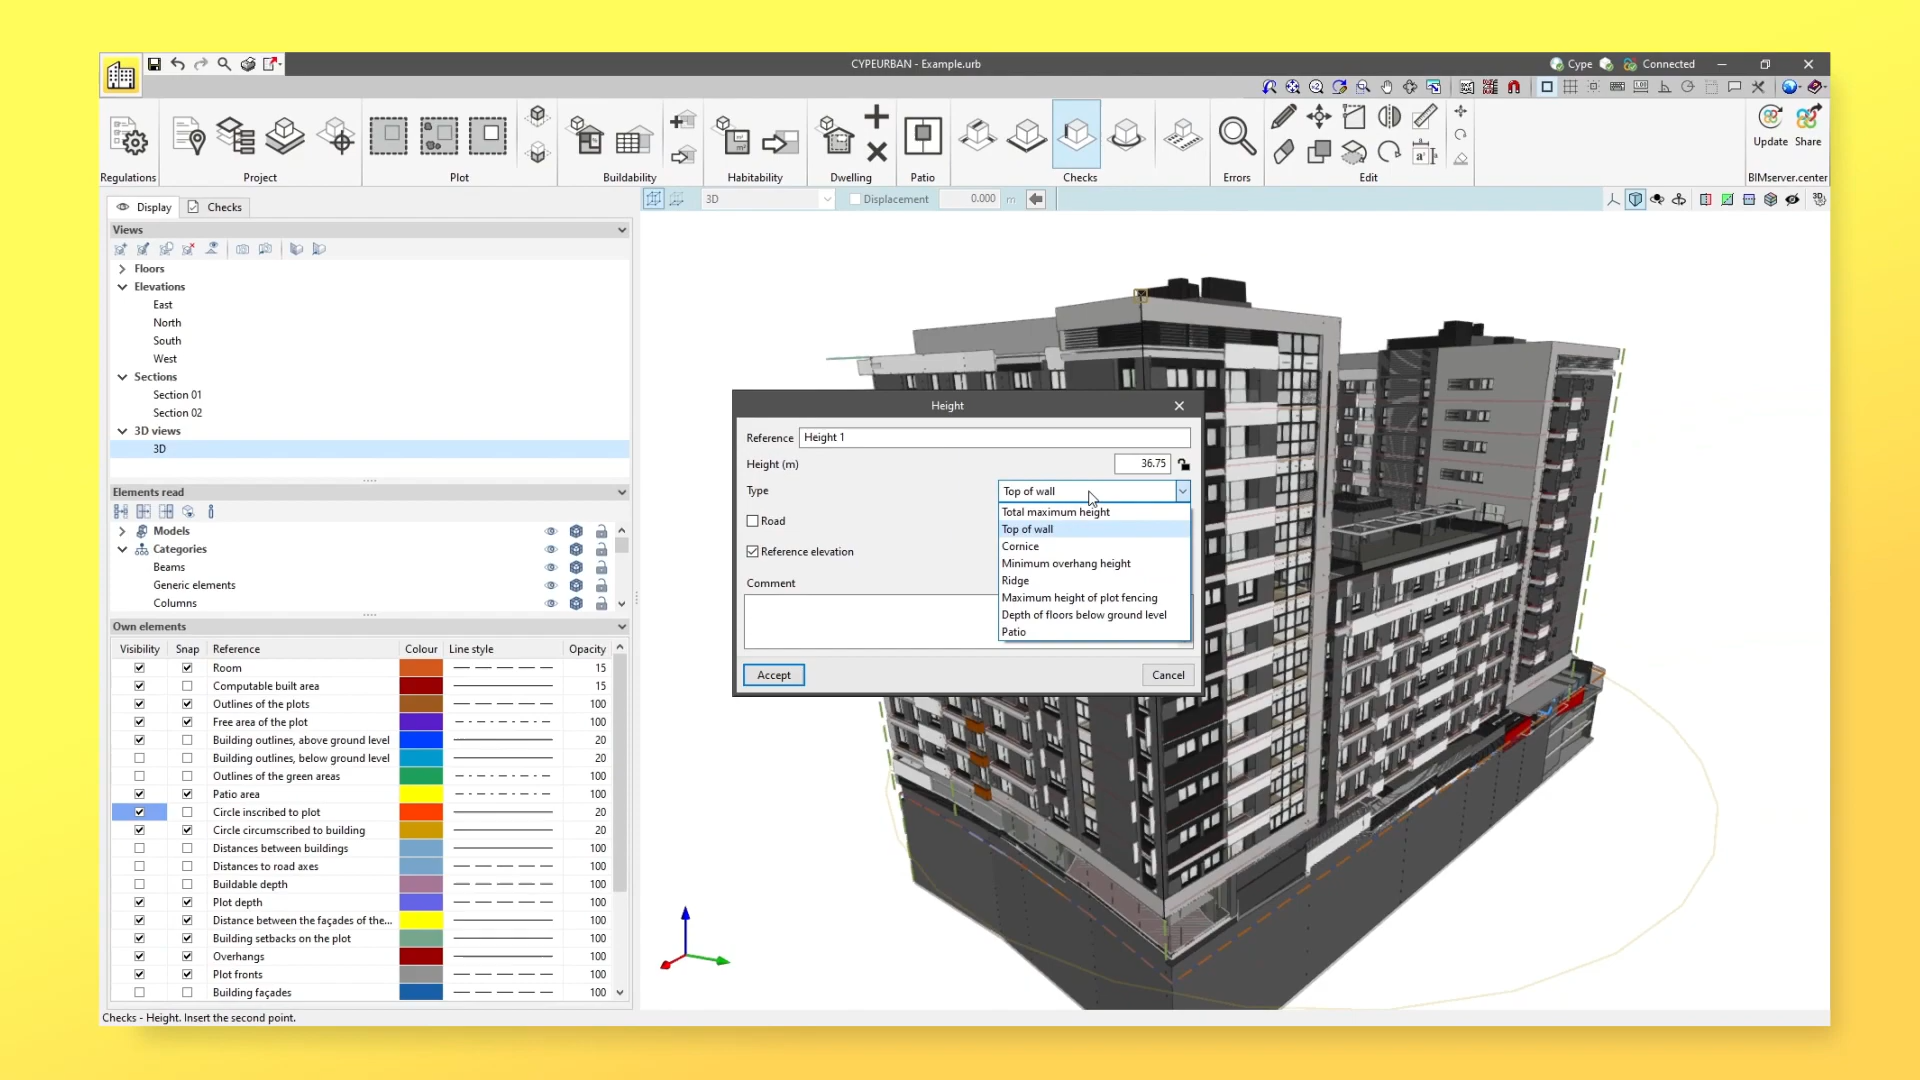 CYPEURBAN - Example.urb
Cype
Connected
Regulations
Project
Plot
Buildability
Habitability
Dwelling
Patio
Checks
Errors
Edit
Update
Share
BIMserver.center
Display
Checks
3D
Displacement
0.000
m
Views
Floors
Elevations
East
North
South
West
Sections
Section 01
Section 02
3D views
3D
Elements read
Models
Categories
Beams
Generic elements
Columns
Own elements
Visibility Snap Reference Colour Line style Opacity
Room 15
Computable built area 15
Outlines of the plots 100
Free area of the plot 100
Building outlines, above ground level 20
Building outlines, below ground level 20
Outlines of the green areas 100
Patio area 100
Circle inscribed to plot 20
Circle circumscribed to building 20
Distances between buildings 100
Distances to road axes 100
Buildable depth 100
Plot depth 100
Distance between the façades of the... 100
Building setbacks on the plot 100
Overhangs 100
Plot fronts 100
Building façades 100
Checks - Height. Insert the second point.
Height
Reference Height 1
Height (m) 36.75
Type Top of wall
Total maximum height
Top of wall
Cornice
Minimum overhang height
Ridge
Maximum height of plot fencing
Depth of floors below ground level
Patio
Road
Reference elevation
Comment
Accept
Cancel